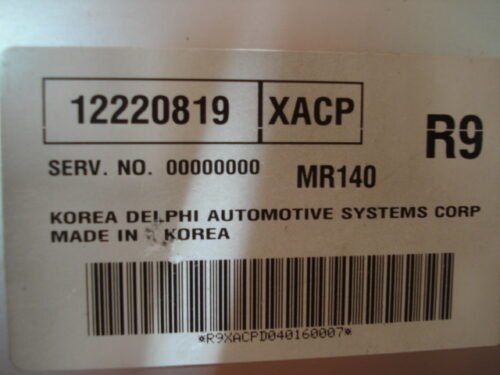 12220819 XACP R9
SERV. NO. 00000000 MR140
KOREA DELPHI AUTOMOTIVE SYSTEMS CORP
MADE IN KOREA
*R9XACPD040160007*